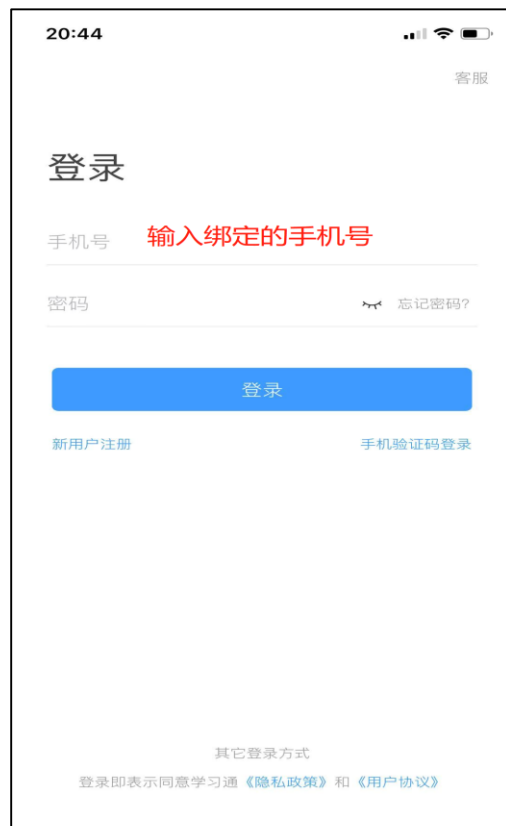 20:44
客服
登录
手机号 输入绑定的手机号
密码 忘记密码?
登录
新用户注册 手机验证码登录
其它登录方式
登录即表示同意学习通《隐私政策》和《用户协议》